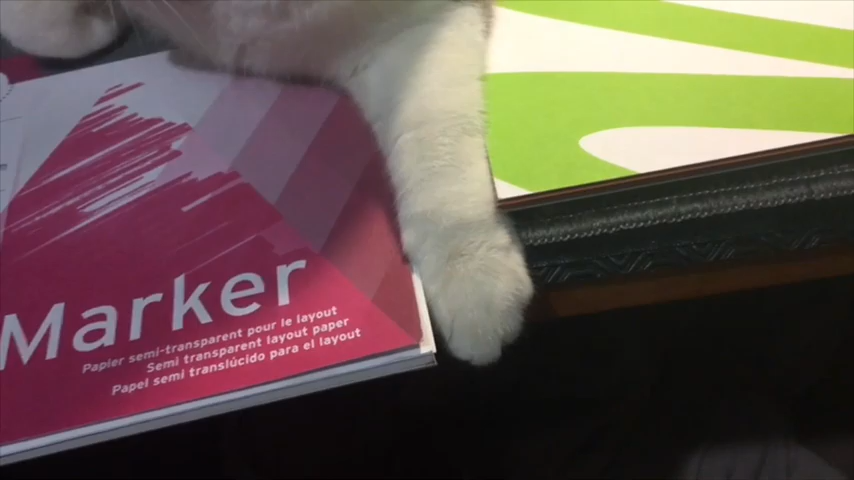 Marker
Papier semi-transparent pour le layout
Semi transparent layout paper
Papel semi translúcido para el layout